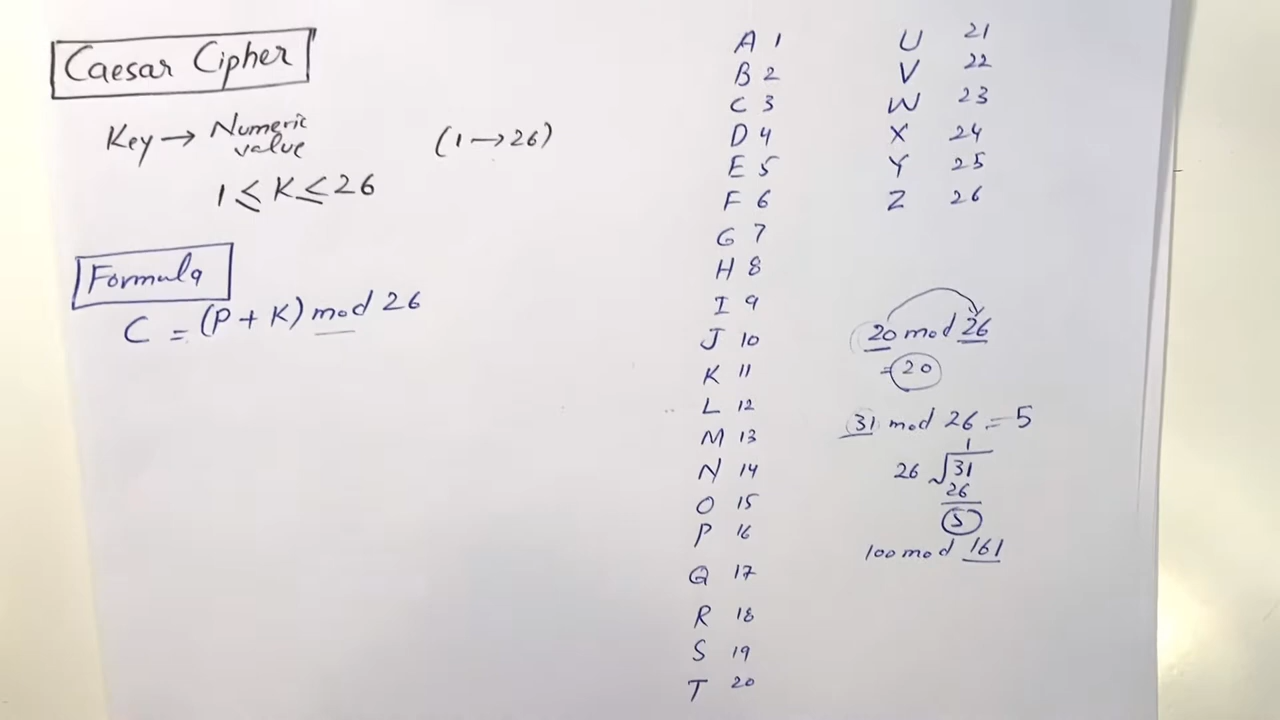 Caesar Cipher
Key → Numeric value (1→26)
1 ≤ K ≤ 26
Formula
C = (P + K) mod 26
A 1
B 2
C 3
D 4
E 5
F 6
G 7
H 8
I 9
J 10
K 11
L 12
M 13
N 14
O 15
P 16
Q 17
R 18
S 19
T 20
U 21
V 22
W 23
X 24
Y 25
Z 26
20 mod 26
= 20
31 mod 26 = 5
1
26 √31
26
5
100 mod 161